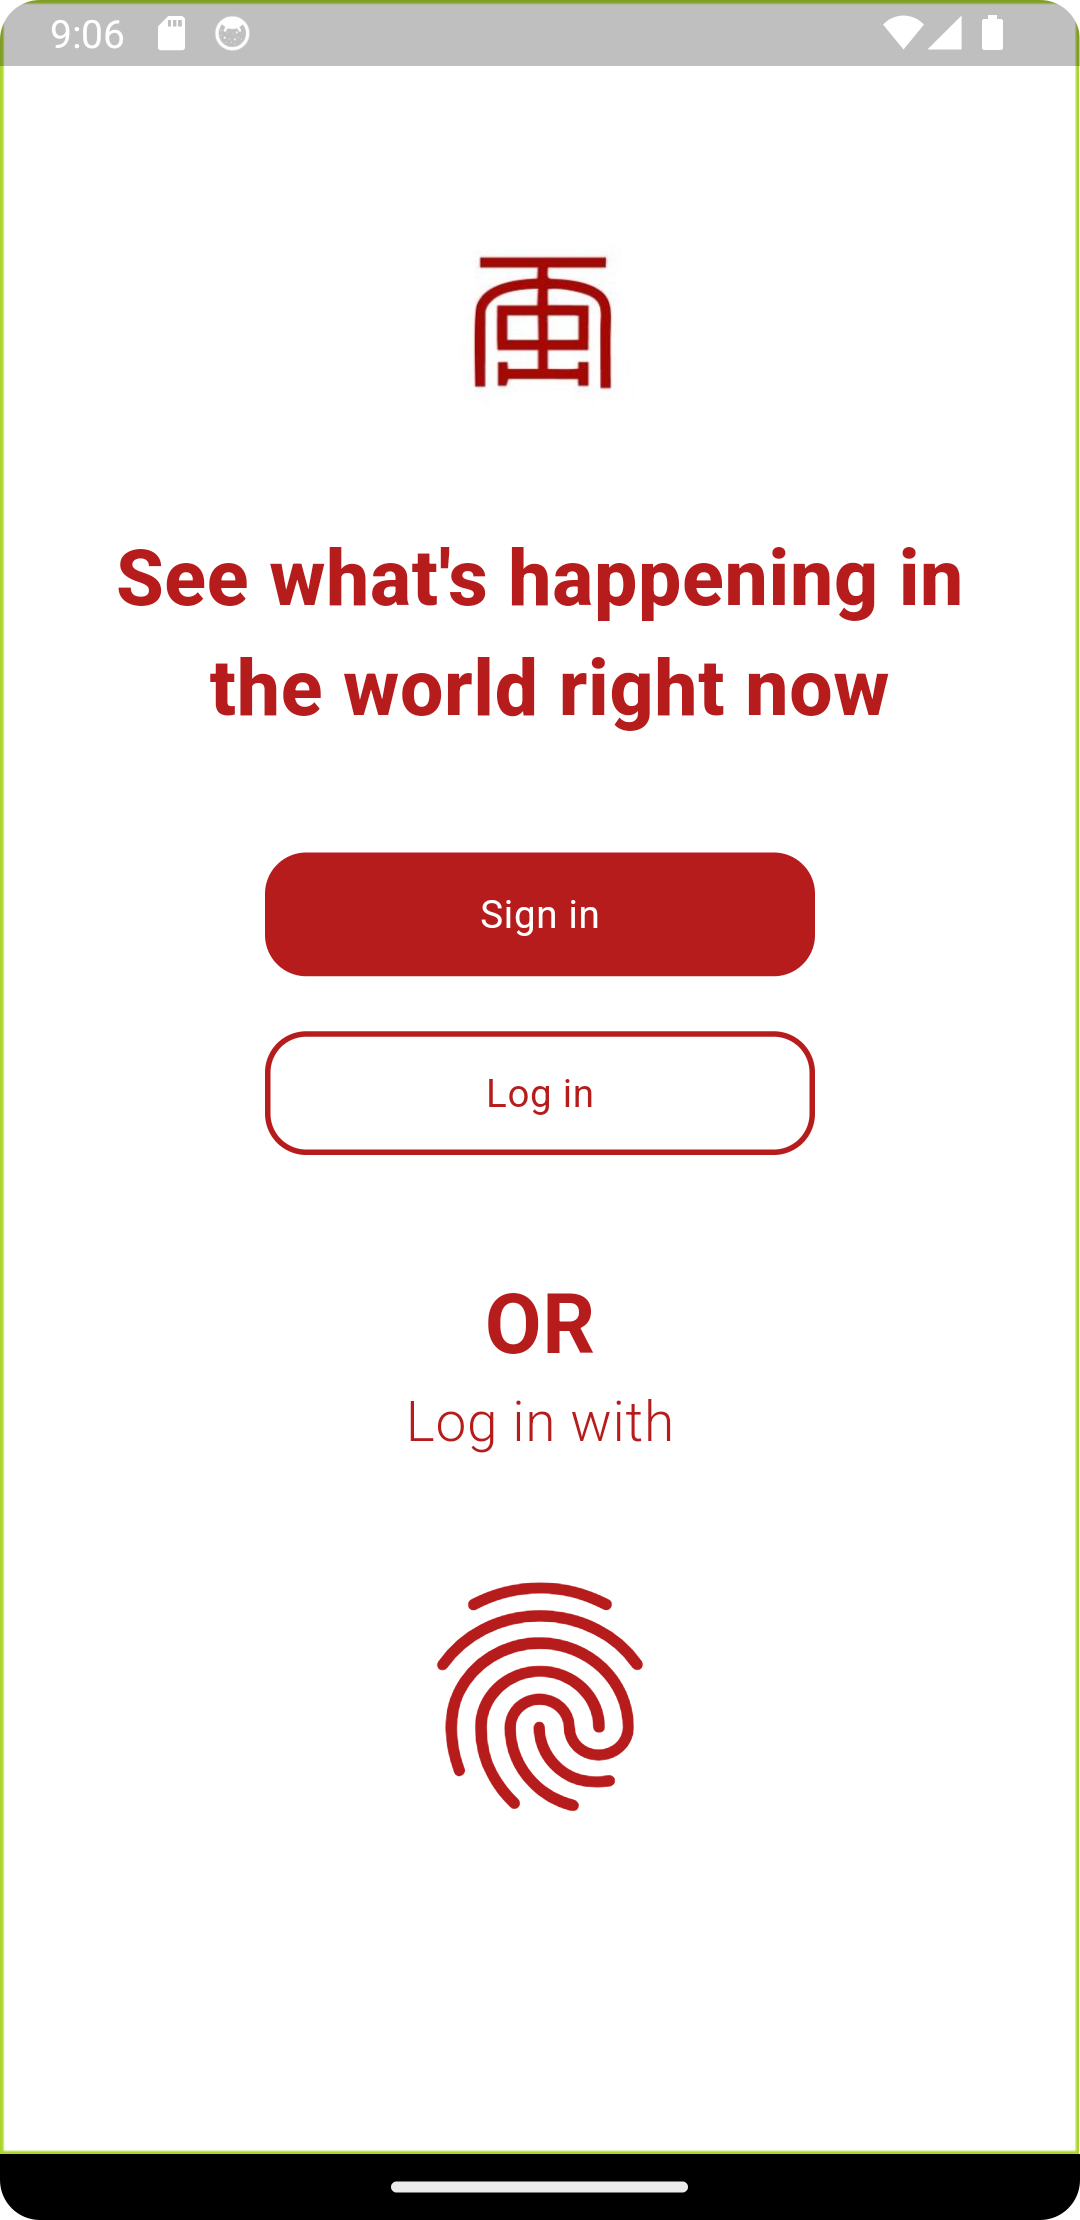 9:06
See what's happening in
the world right now
Sign in
Log in
OR
Log in with